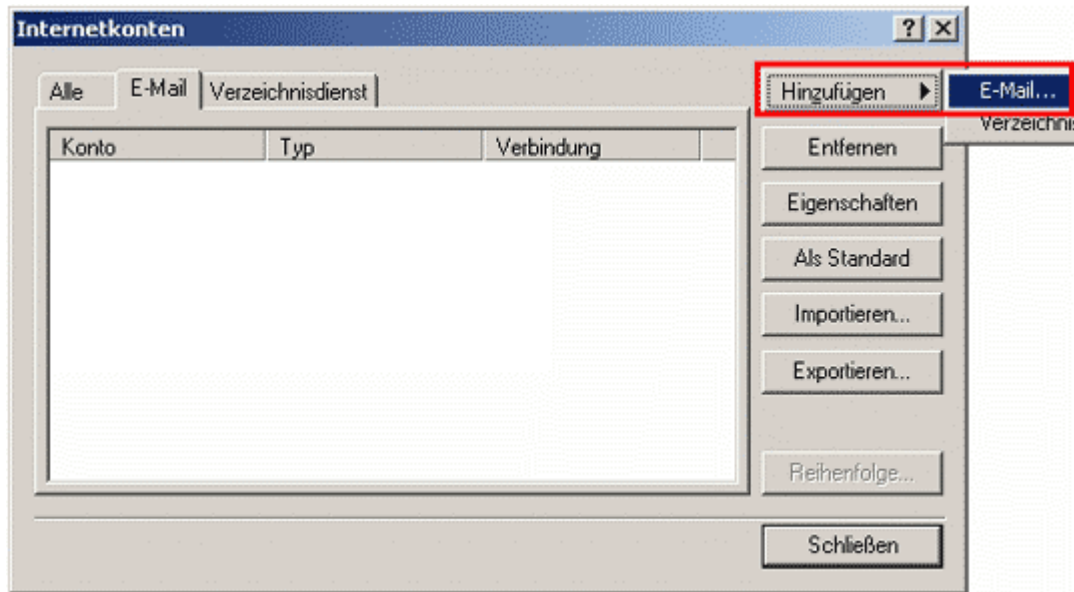 Internetkonten
Alle E-Mail Verzeichnisdienst
Hinzufügen E-Mail...
Konto Typ Verbindung
Entfernen
Eigenschaften
Als Standard
Importieren...
Exportieren...
Reihenfolge...
Schließen